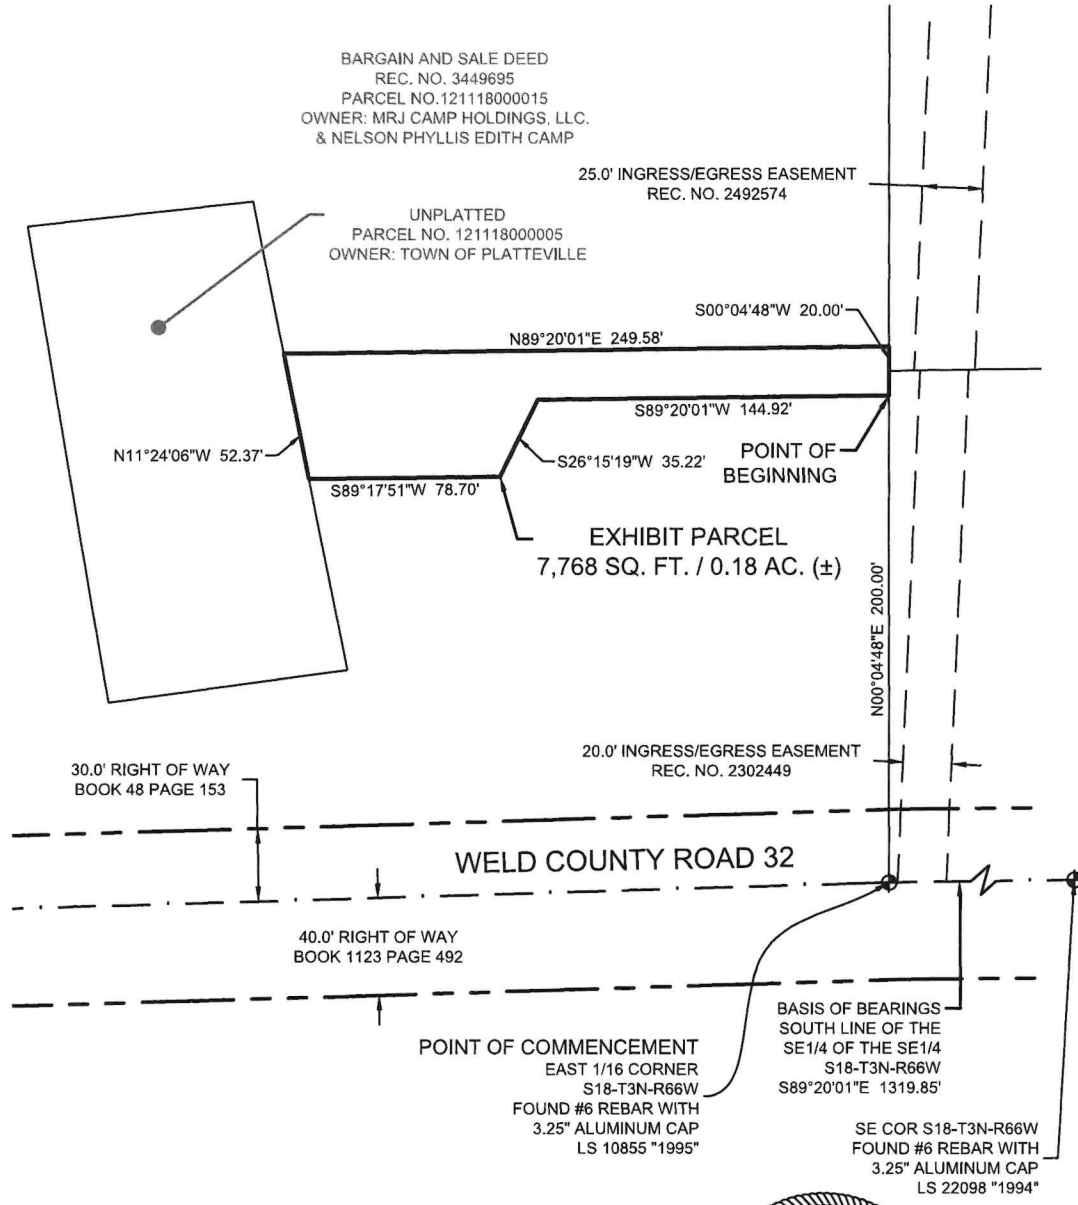 BARGAIN AND SALE DEED
REC. NO. 3449695
PARCEL NO.121118000015
OWNER: MRJ CAMP HOLDINGS, LLC.
& NELSON PHYLLIS EDITH CAMP
25.0' INGRESS/EGRESS EASEMENT
REC. NO. 2492574
UNPLATTED
PARCEL NO. 121118000005
OWNER: TOWN OF PLATTEVILLE
S00°04'48"W 20.00'
N89°20'01"E 249.58'
S89°20'01"W 144.92'
N11°24'06"W 52.37'
S26°15'19"W 35.22'
POINT OF
BEGINNING
S89°17'51"W 78.70'
EXHIBIT PARCEL
7,768 SQ. FT. / 0.18 AC. (±)
N00°04'48"E 200.00'
20.0' INGRESS/EGRESS EASEMENT
REC. NO. 2302449
30.0' RIGHT OF WAY
BOOK 48 PAGE 153
WELD COUNTY ROAD 32
40.0' RIGHT OF WAY
BOOK 1123 PAGE 492
POINT OF COMMENCEMENT
EAST 1/16 CORNER
S18-T3N-R66W
FOUND #6 REBAR WITH
3.25" ALUMINUM CAP
LS 10855 "1995"
BASIS OF BEARINGS
SOUTH LINE OF THE
SE1/4 OF THE SE1/4
S18-T3N-R66W
S89°20'01"E 1319.85'
SE COR S18-T3N-R66W
FOUND #6 REBAR WITH
3.25" ALUMINUM CAP
LS 22098 "1994"